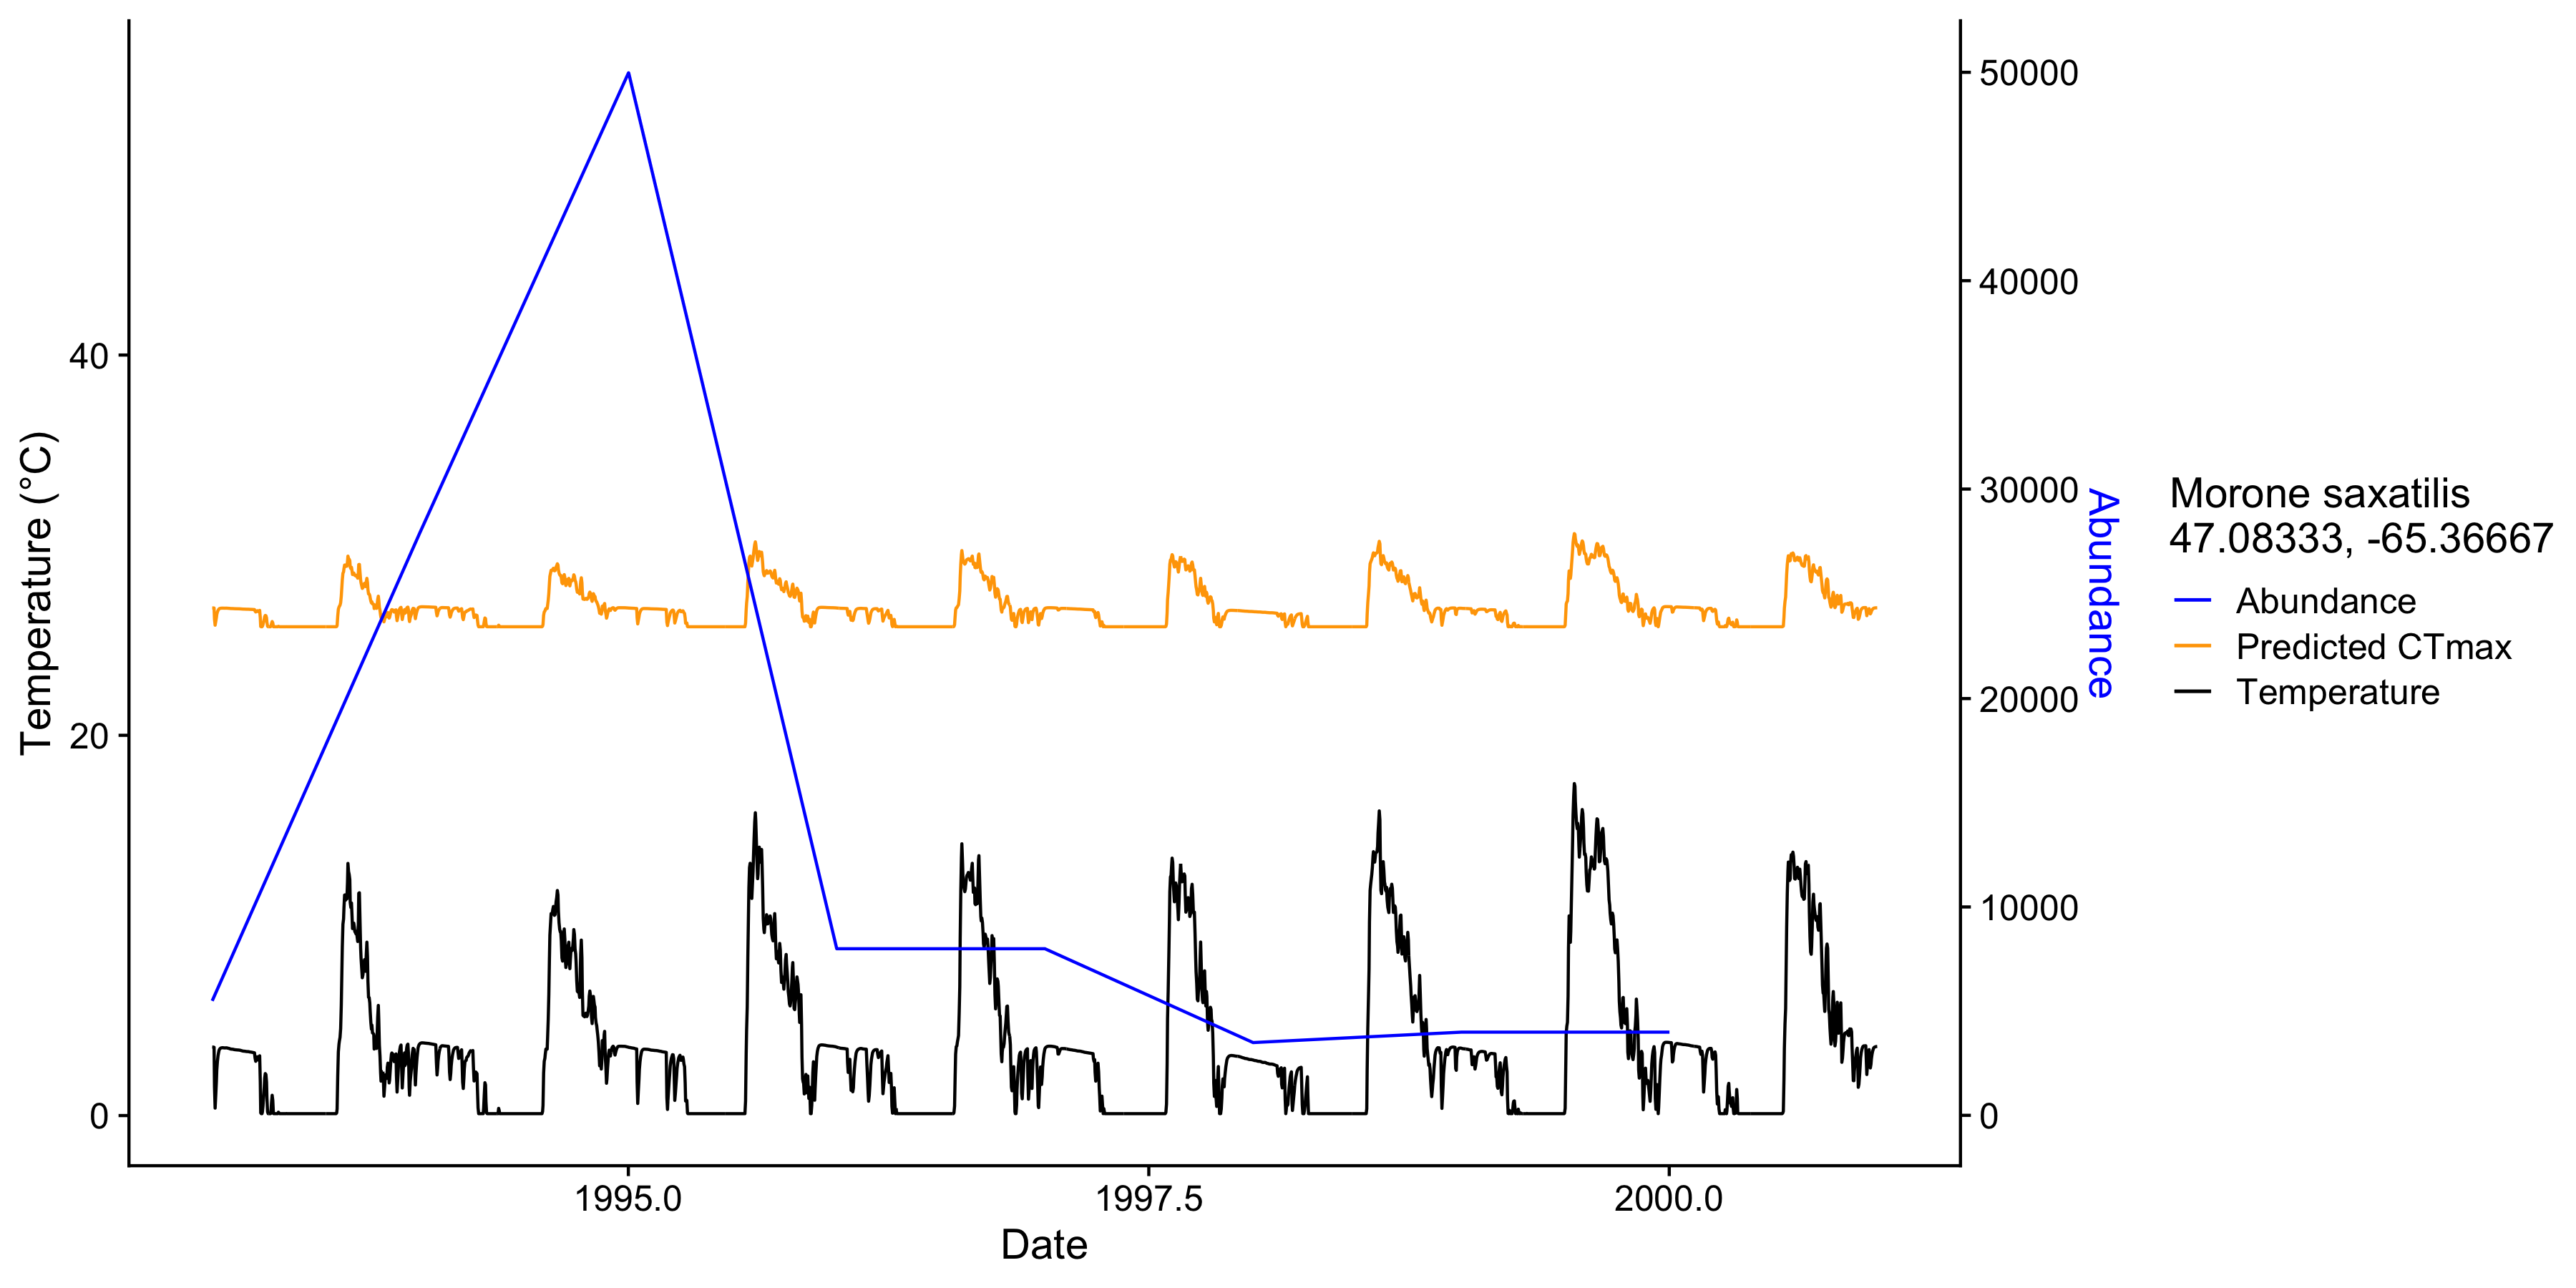 Temperature (°C)
40
20
0
1995.0
1997.5
2000.0
Date
50000
40000
30000
20000
10000
0
Abundance
Morone saxatilis
47.08333, -65.36667
Abundance
Predicted CTmax
Temperature